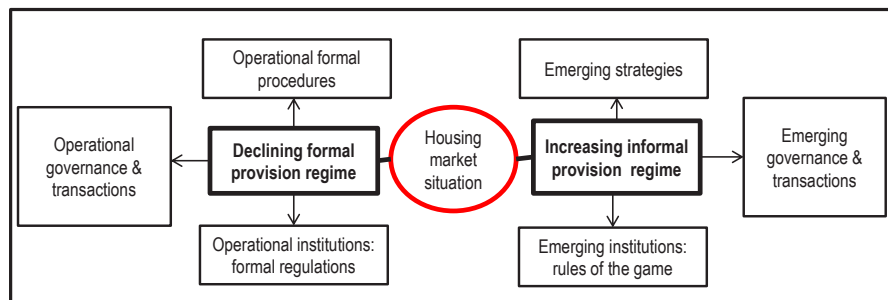 Operational formal
procedures
Emerging strategies
Operational
governance &
transactions
Declining formal
provision regime
Housing
market
situation
Increasing informal
provision regime
Emerging
governance &
transactions
Operational institutions:
formal regulations
Emerging institutions:
rules of the game